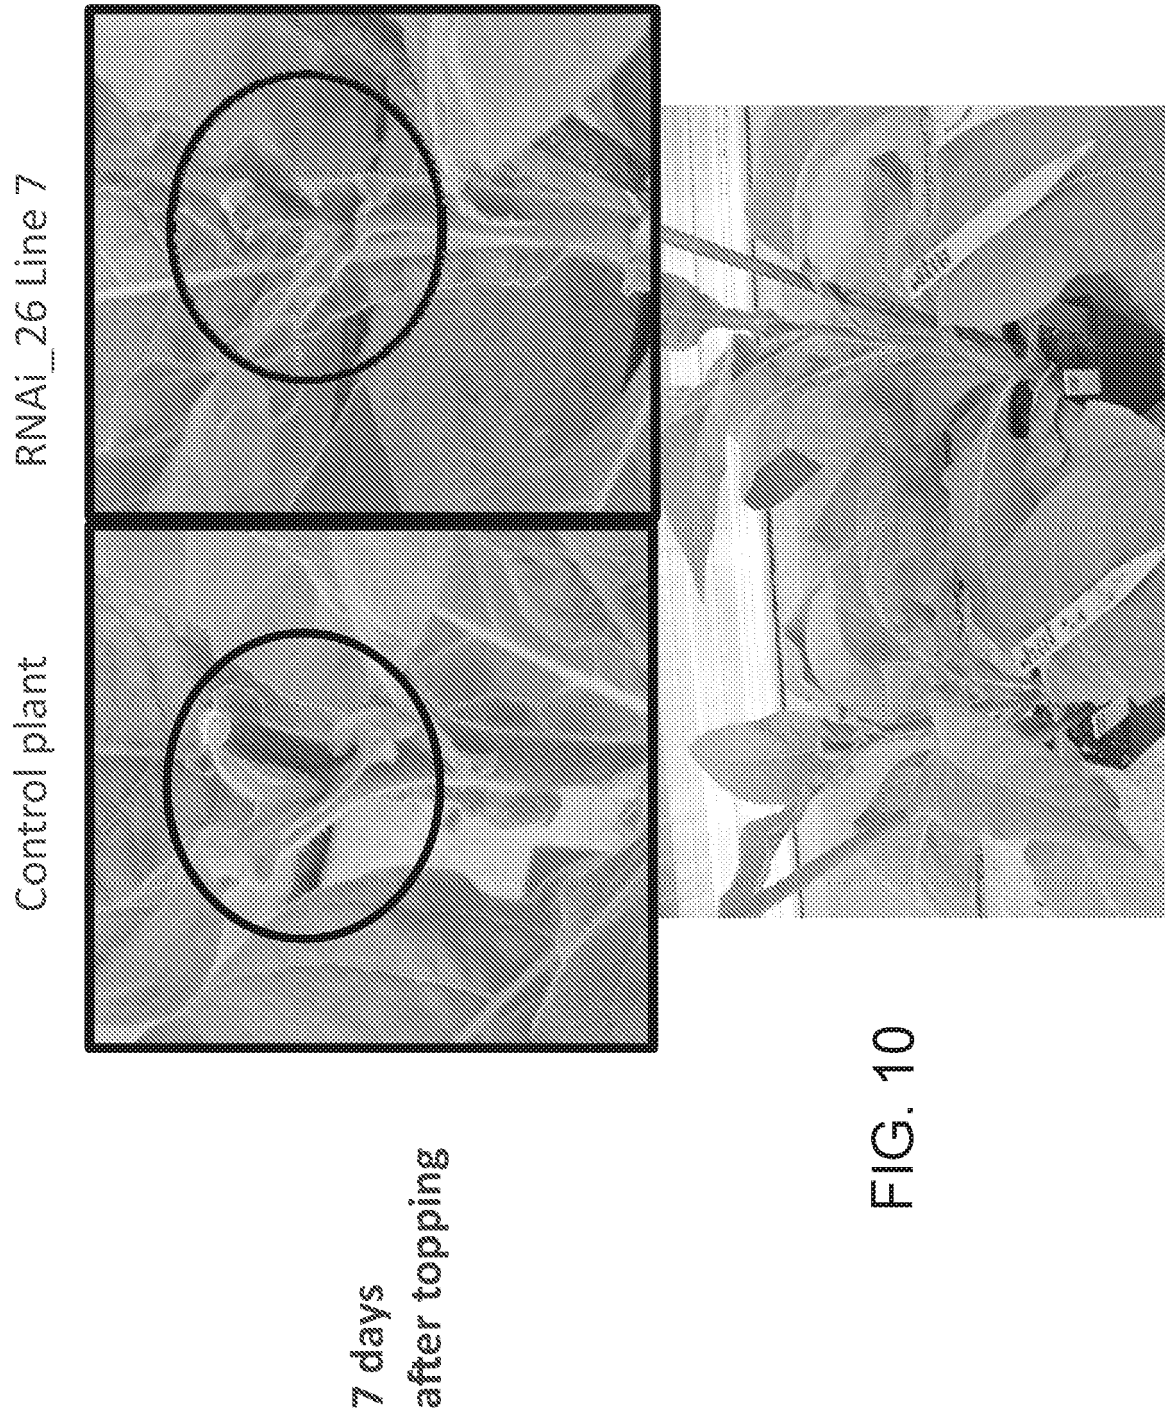 Control plant
RNAi_26 Line 7
7 days
after topping
FIG. 10